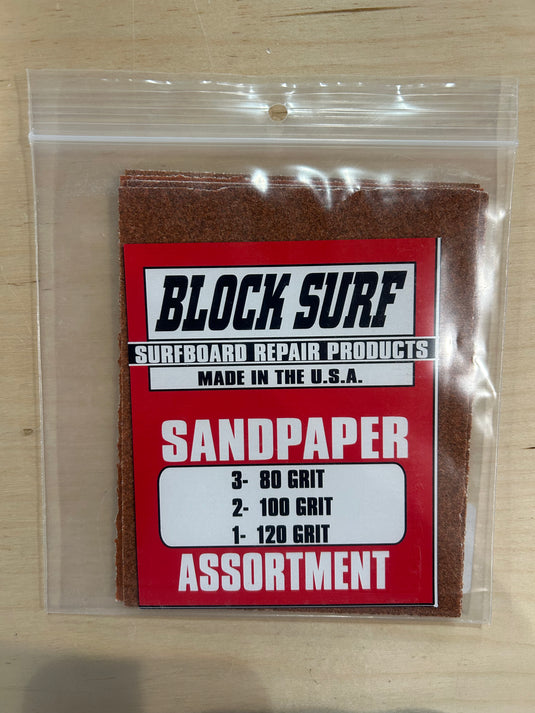 BLOCK SURF
SURFBOARD REPAIR PRODUCTS
MADE IN THE U.S.A.
SANDPAPER
3- 80 GRIT
2- 100 GRIT
1- 120 GRIT
ASSORTMENT